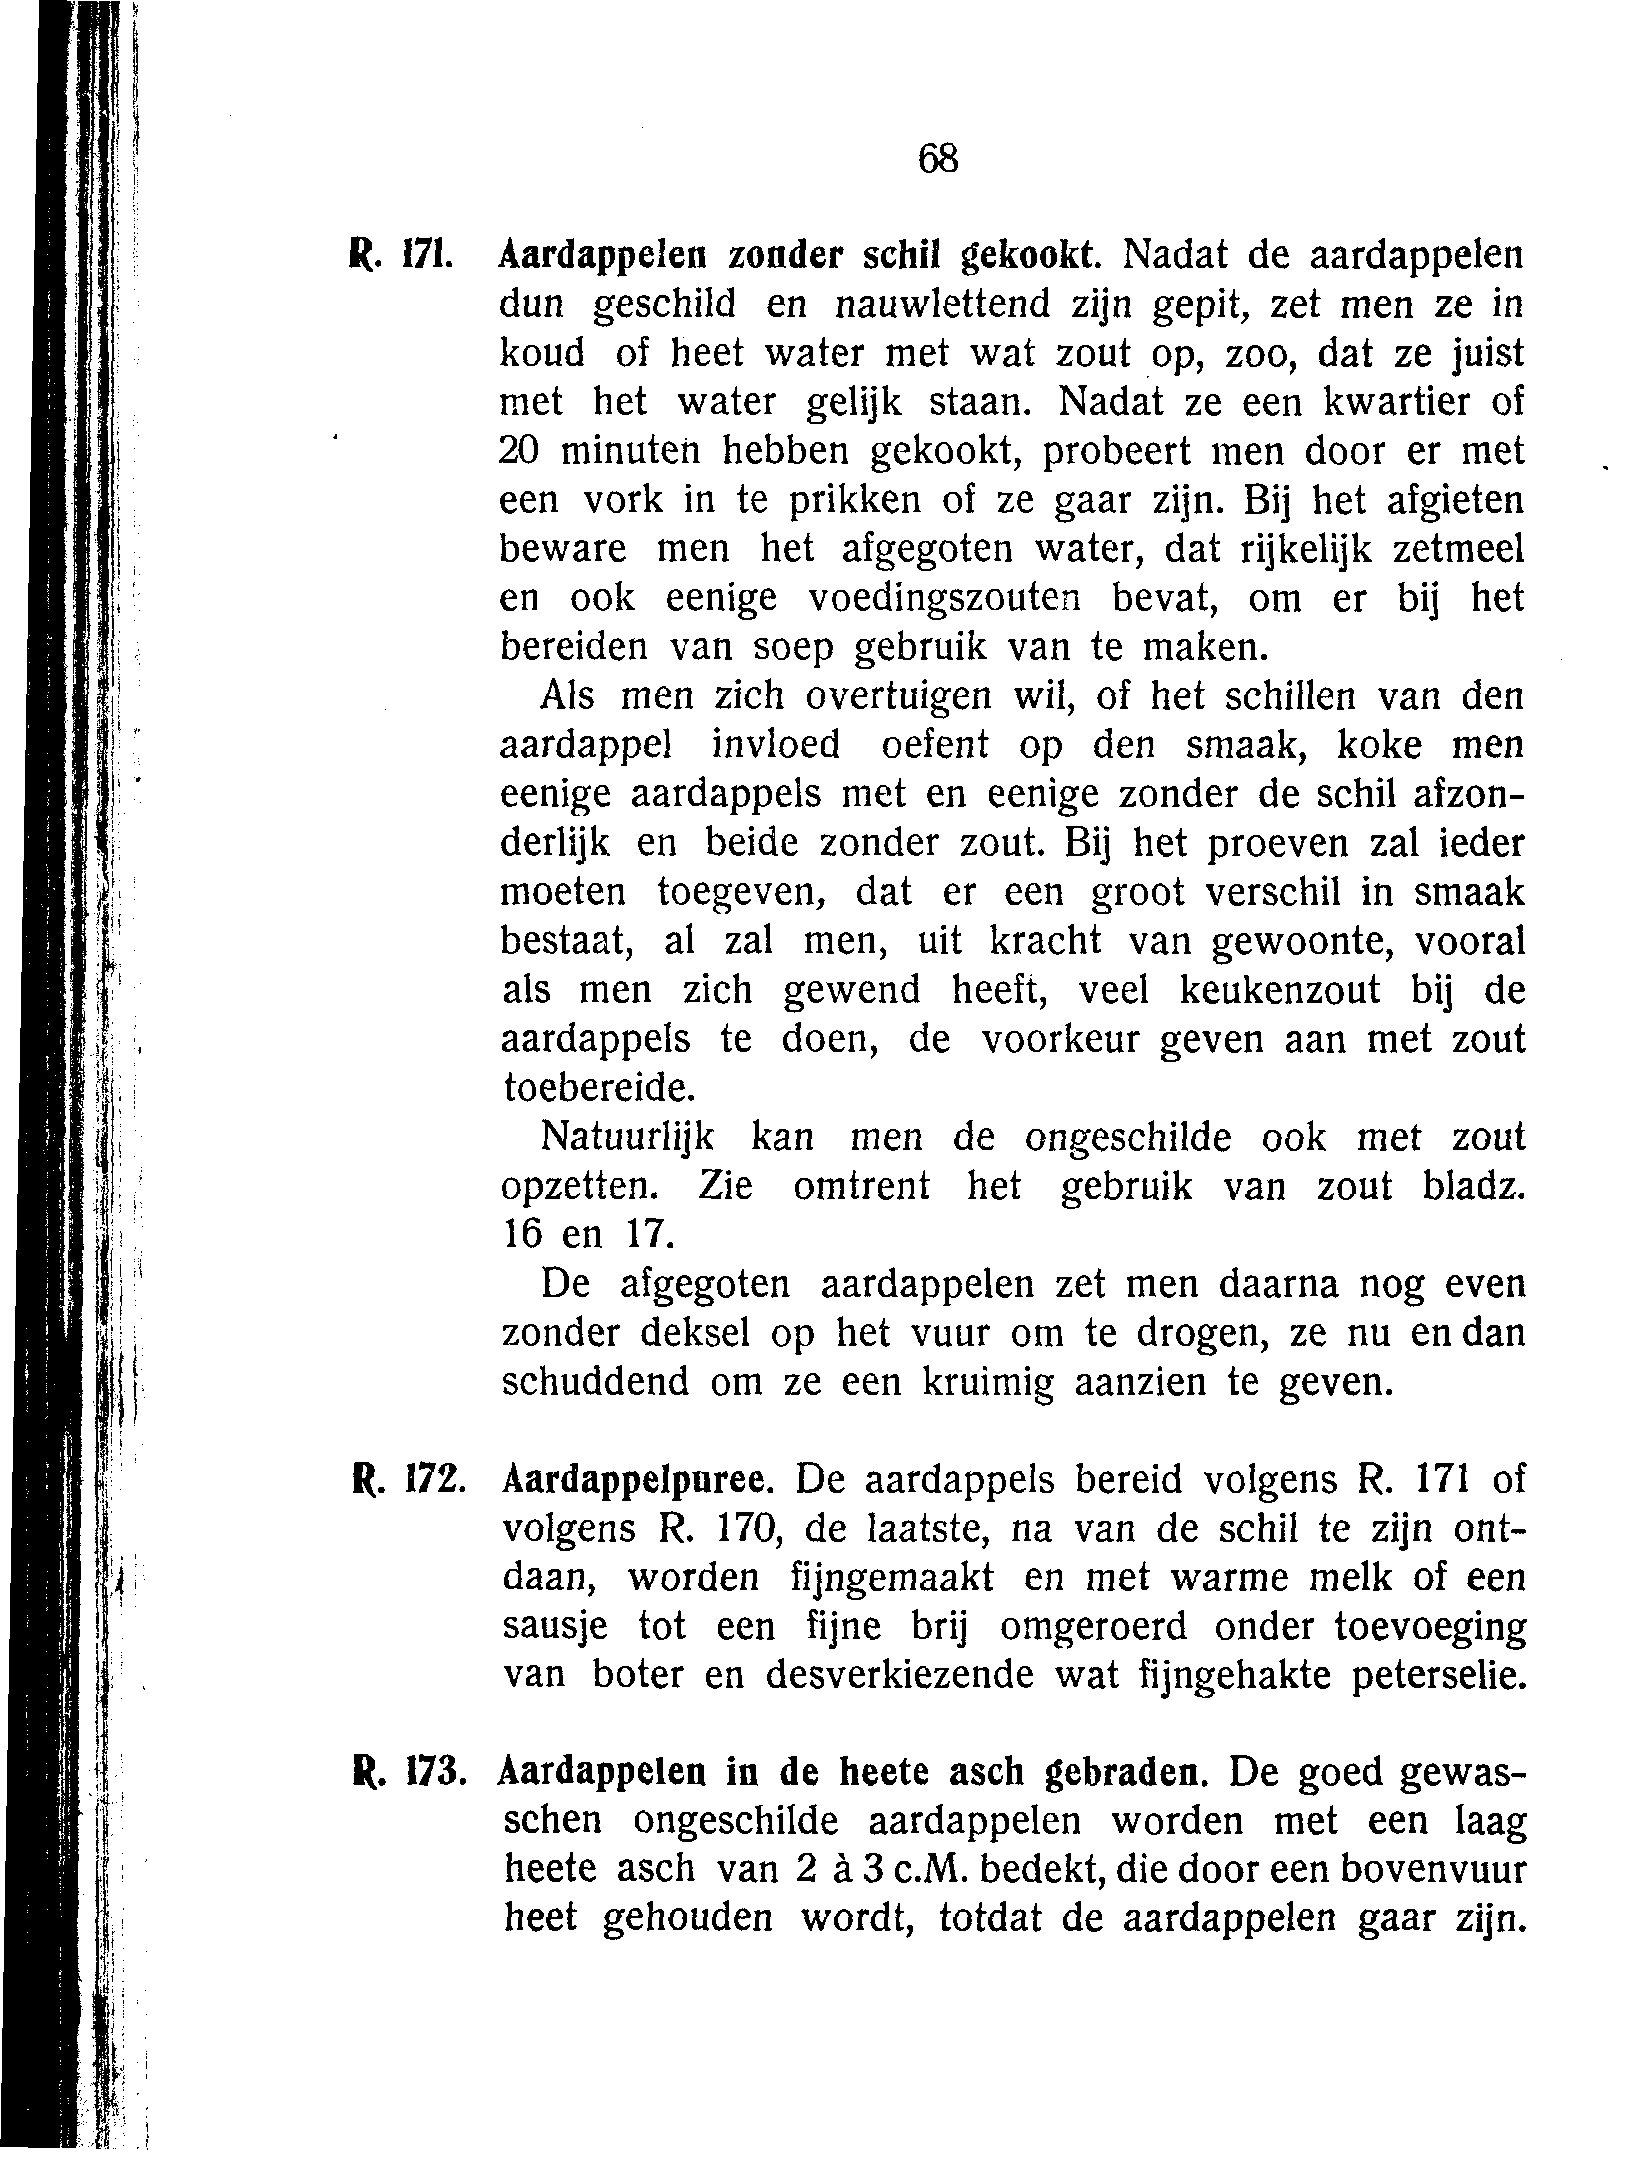 68
R. 171. Aardappelen zonder schil gekookt. Nadat de aardappelen
dun geschild en nauwlettend zijn gepit, zet men ze in
koud of heet water met wat zout op, zoo, dat ze juist
met het water gelijk staan. Nadat ze een kwartier of
20 minuten hebben gekookt, probeert men door er met
een vork in te prikken of ze gaar zijn. Bij het afgieten
beware men het afgegoten water, dat rijkelijk zetmeel
en ook eenige voedingszouten bevat, om er bij het
bereiden van soep gebruik van te maken.
Als men zich overtuigen wil, of het schillen van den
aardappel invloed oefent op den smaak, koke men
eenige aardappels met en eenige zonder de schil afzon-
derlijk en beide zonder zout. Bij het proeven zal ieder
moeten toegeven, dat er een groot verschil in smaak
bestaat, al zal men, uit kracht van gewoonte, vooral
als men zich gewend heeft, veel keukenzout bij de
aardappels te doen, de voorkeur geven aan met zout
toebereide.
Natuurlijk kan men de ongeschilde ook met zout
opzetten. Zie omtrent het gebruik van zout bladz.
16 en 17.
De afgegoten aardappelen zet men daarna nog even
zonder deksel op het vuur om te drogen, ze nu en dan
schuddend om ze een kruimig aanzien te geven.
R. 172. Aardappelpuree. De aardappels bereid volgens R. 171 of
volgens R. 170, de laatste, na van de schil te zijn ont-
daan, worden fijngemaakt en met warme melk of een
sausje tot een fijne brij omgeroerd onder toevoeging
van boter en desverkiezende wat fijngehakte peterselie.
R. 173. Aardappelen in de heete asch gebraden. De goed gewas-
schen ongeschilde aardappelen worden met een laag
heete asch van 2 à 3 c.M. bedekt, die door een bovenvuur
heet gehouden wordt, totdat de aardappelen gaar zijn.